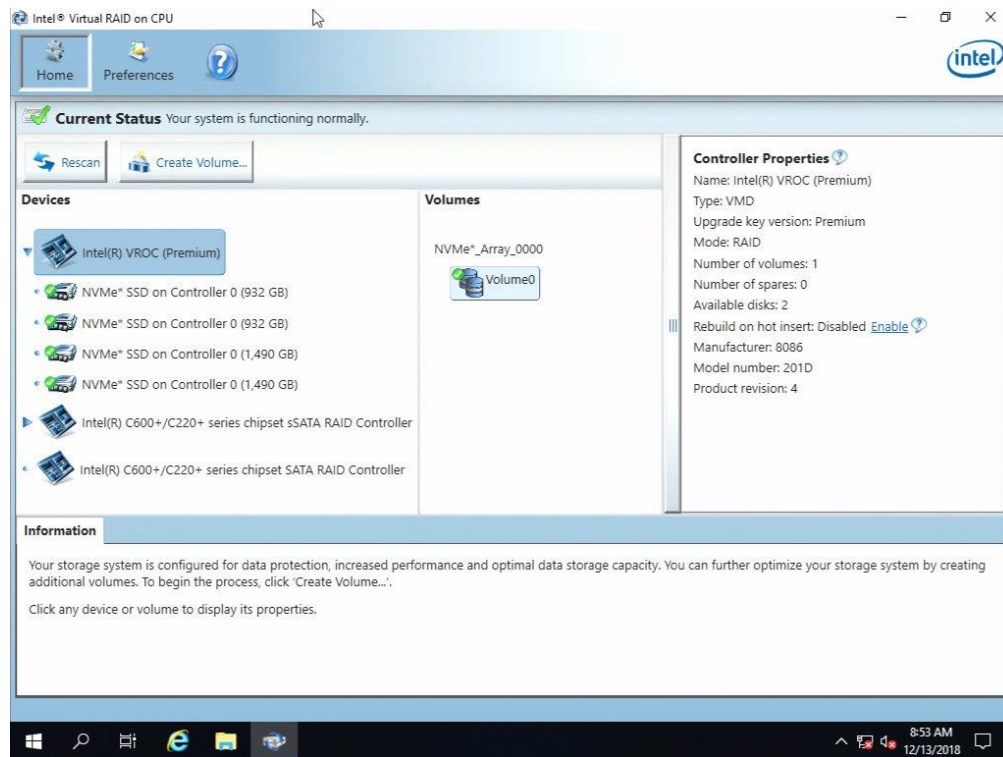 Intel® Virtual RAID on CPU
Home
Preferences
?
intel
Current Status Your system is functioning normally.
Rescan
Create Volume...
Devices
Intel(R) VROC (Premium)
NVMe* SSD on Controller 0 (932 GB)
NVMe* SSD on Controller 0 (932 GB)
NVMe* SSD on Controller 0 (1,490 GB)
NVMe* SSD on Controller 0 (1,490 GB)
Intel(R) C600+/C220+ series chipset sSATA RAID Controller
Intel(R) C600+/C220+ series chipset SATA RAID Controller
Volumes
NVMe*_Array_0000
Volume0
Controller Properties ?
Name: Intel(R) VROC (Premium)
Type: VMD
Upgrade key version: Premium
Mode: RAID
Number of volumes: 1
Number of spares: 0
Available disks: 2
Rebuild on hot insert: Disabled Enable ?
Manufacturer: 8086
Model number: 201D
Product revision: 4
Information
Your storage system is configured for data protection, increased performance and optimal data storage capacity. You can further optimize your storage system by creating
additional volumes. To begin the process, click 'Create Volume...'.
Click any device or volume to display its properties.
8:53 AM
12/13/2018